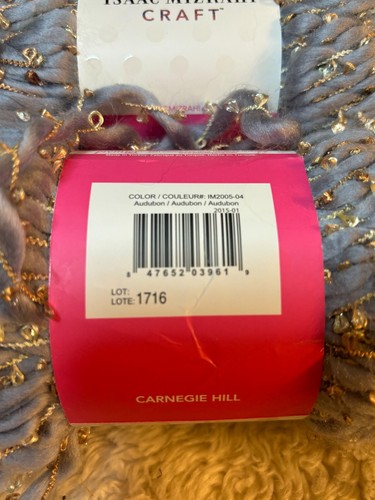 ISAAC MIZRAHI
CRAFT™
COLOR / COULEUR#: IM2005-04
Audubon / Audubon / Audubon
2015-01
8 47652 03961 9
LOT:
LOTE: 1716
CARNEGIE HILL